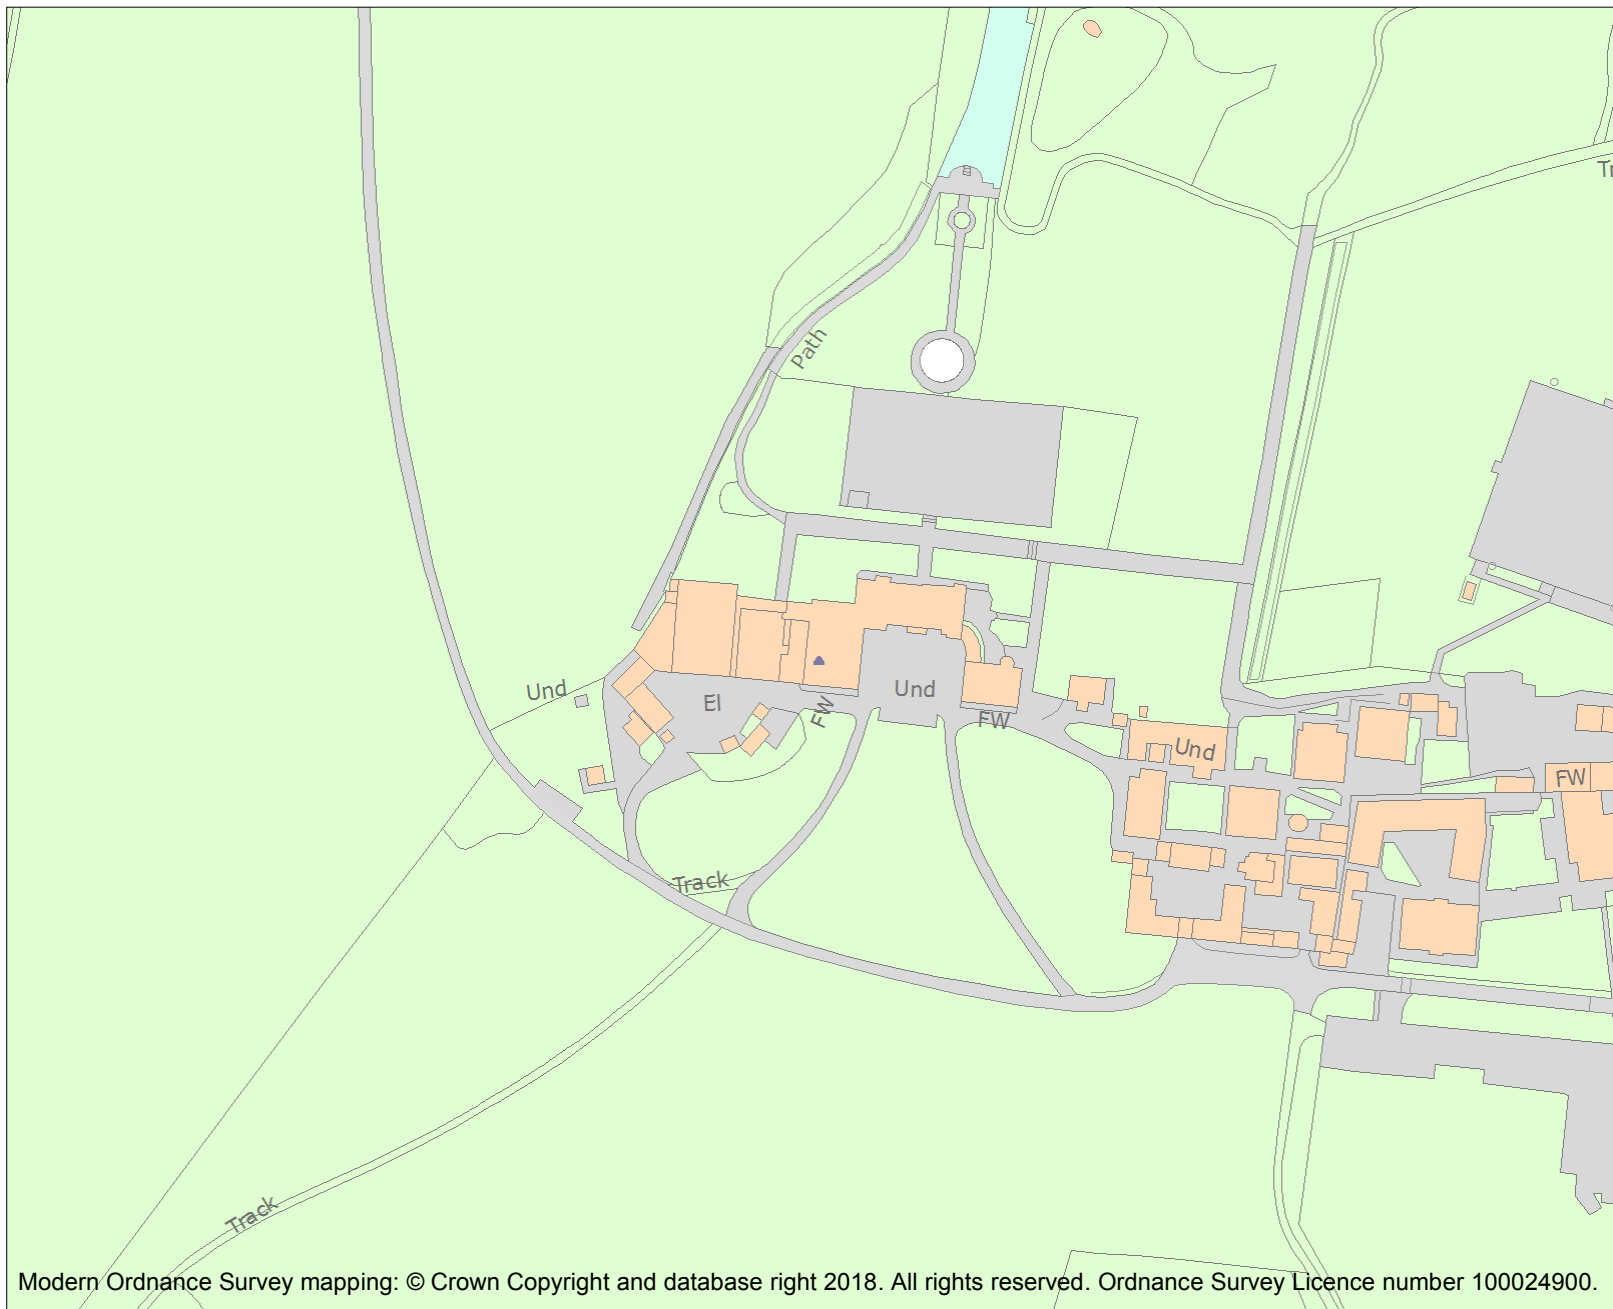 Tr
Path
Und
El
FW
Und
FW
Und
FW
Track
Track
Modern Ordnance Survey mapping: © Crown Copyright and database right 2018. All rights reserved. Ordnance Survey Licence number 100024900.